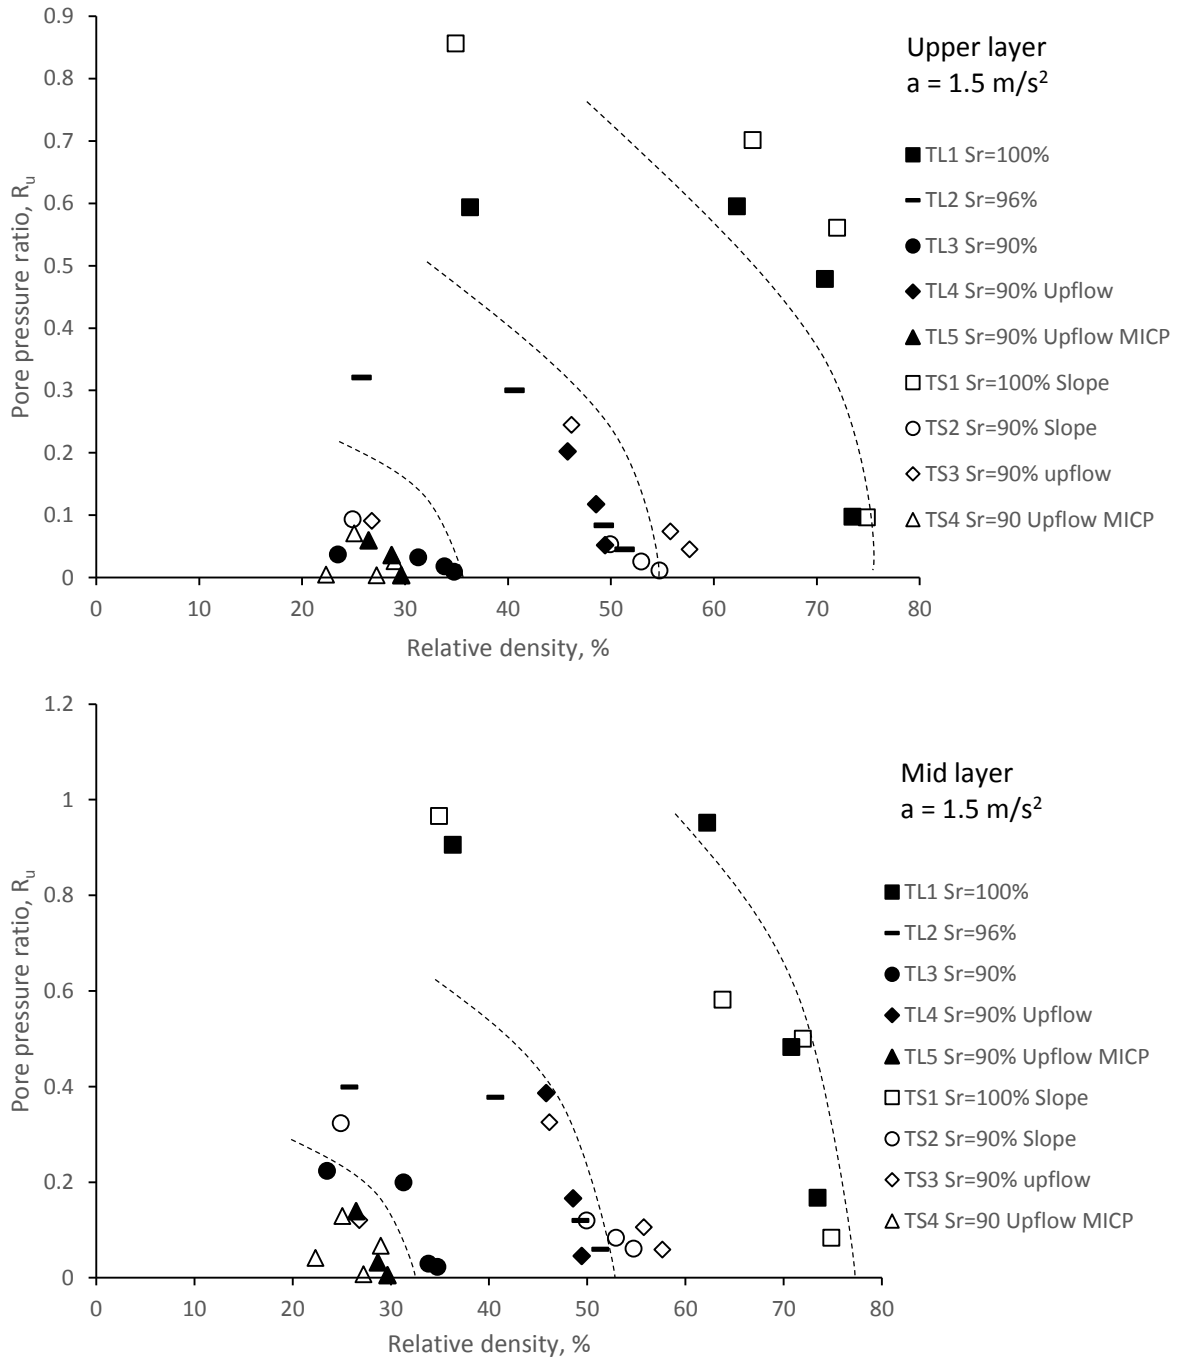 0.9
0.8
0.7
0.6
0.5
0.4
0.3
0.2
0.1
0
Pore pressure ratio, Rᵤ
0 10 20 30 40 50 60 70 80
Relative density, %
Upper layer
a = 1.5 m/s²
TL1 Sr=100%
TL2 Sr=96%
TL3 Sr=90%
TL4 Sr=90% Upflow
TL5 Sr=90% Upflow MICP
TS1 Sr=100% Slope
TS2 Sr=90% Slope
TS3 Sr=90% upflow
TS4 Sr=90 Upflow MICP
1.2
1
0.8
0.6
0.4
0.2
0
Pore pressure ratio, Rᵤ
0 10 20 30 40 50 60 70 80
Relative density, %
Mid layer
a = 1.5 m/s²
TL1 Sr=100%
TL2 Sr=96%
TL3 Sr=90%
TL4 Sr=90% Upflow
TL5 Sr=90% Upflow MICP
TS1 Sr=100% Slope
TS2 Sr=90% Slope
TS3 Sr=90% upflow
TS4 Sr=90 Upflow MICP